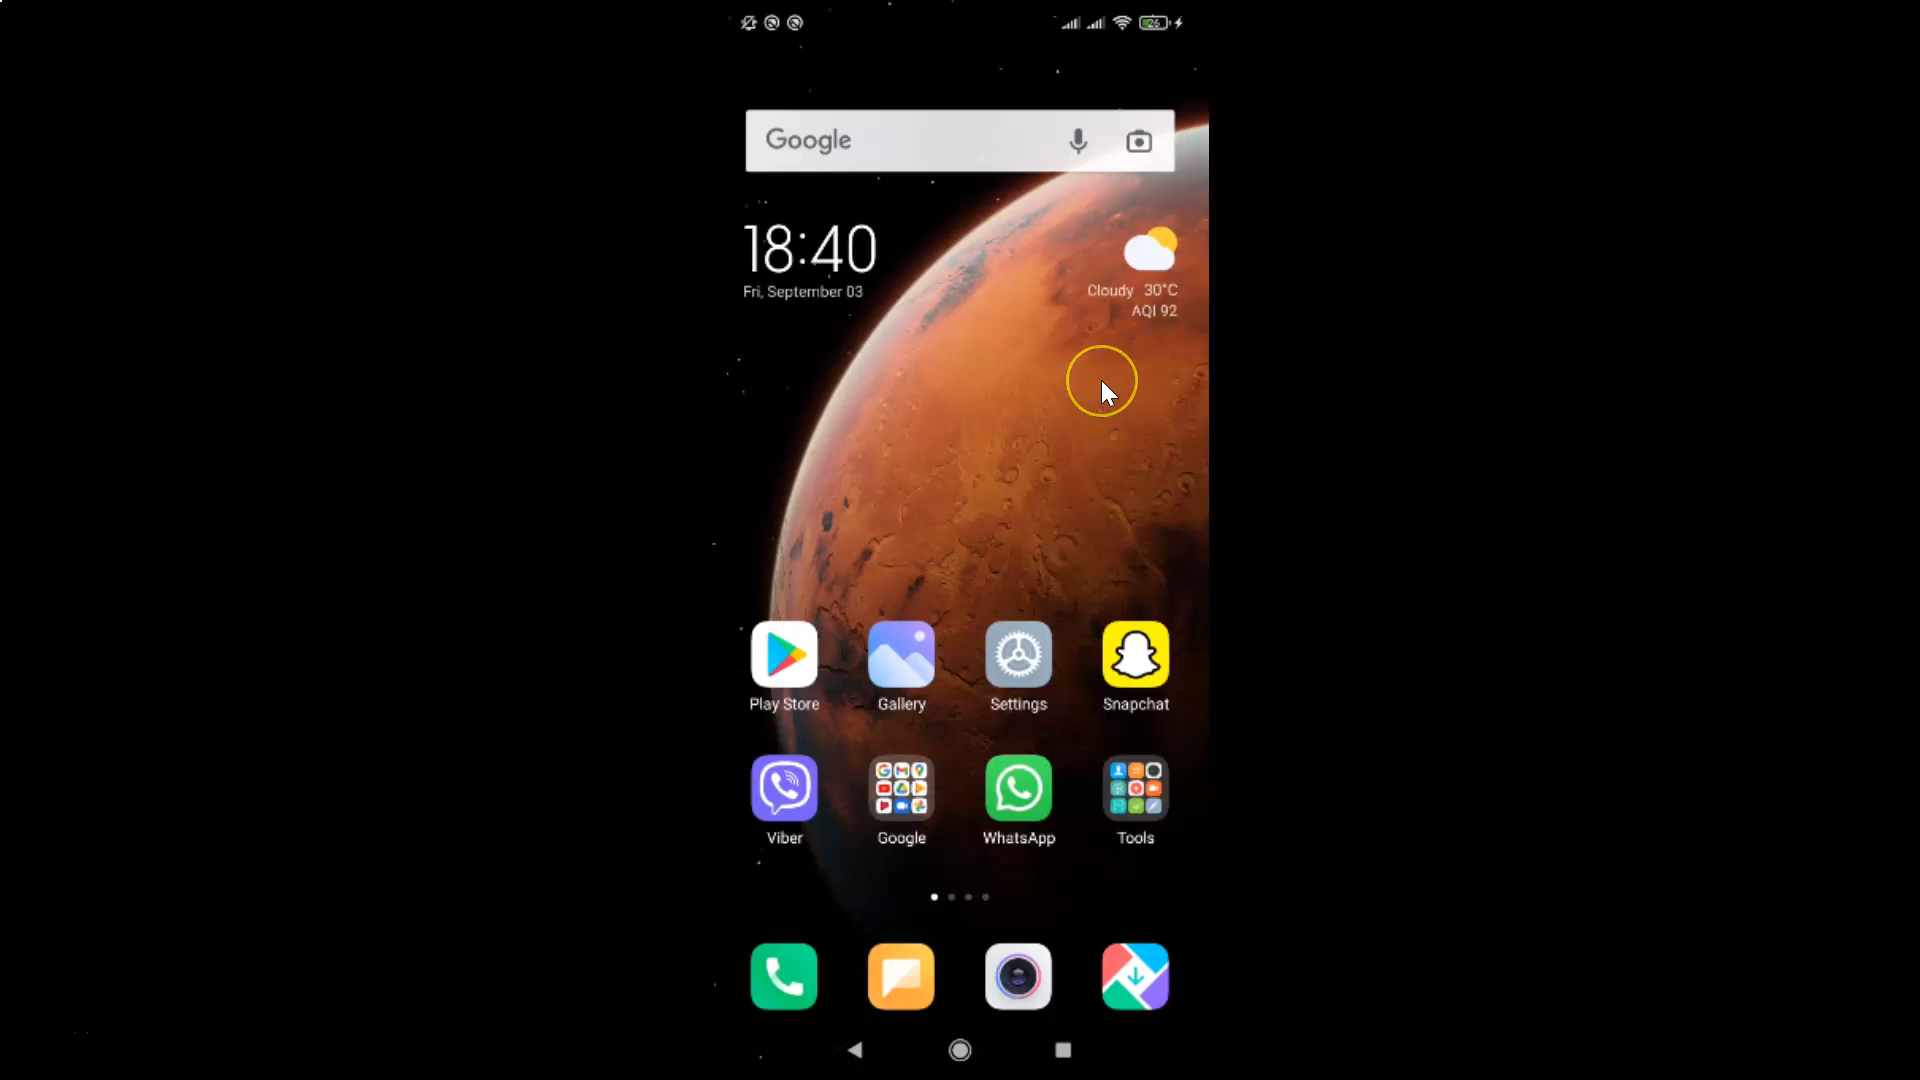 26
Google
18:40
Fri, September 03
Cloudy 30°C
AQI 92
Play Store
Gallery
Settings
Snapchat
Viber
Google
WhatsApp
Tools